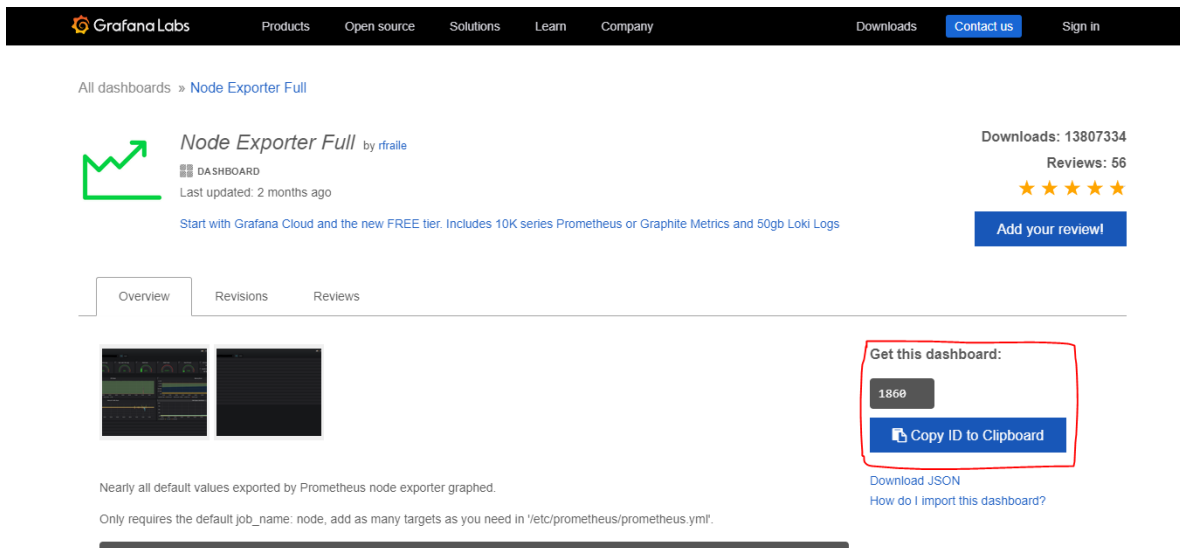 Grafana Labs Products Open source Solutions Learn Company Downloads Contact us Sign in
All dashboards » Node Exporter Full
Node Exporter Full by rfraile
DASHBOARD
Last updated: 2 months ago
Start with Grafana Cloud and the new FREE tier. Includes 10K series Prometheus or Graphite Metrics and 50gb Loki Logs
Downloads: 13807334
Reviews: 56
Add your review!
Overview Revisions Reviews
Get this dashboard:
1860
Copy ID to Clipboard
Download JSON
How do I import this dashboard?
Nearly all default values exported by Prometheus node exporter graphed.
Only requires the default job_name: node, add as many targets as you need in '/etc/prometheus/prometheus.yml'.